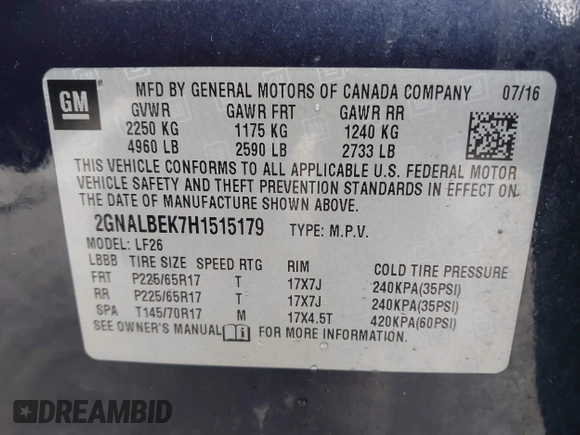 GM
MFD BY GENERAL MOTORS OF CANADA COMPANY 07/16
GVWR GAWR FRT GAWR RR
2250 KG 1175 KG 1240 KG
4960 LB 2590 LB 2733 LB
THIS VEHICLE CONFORMS TO ALL APPLICABLE U.S. FEDERAL MOTOR
VEHICLE SAFETY AND THEFT PREVENTION STANDARDS IN EFFECT ON
THE DATE OF MANUFACTURE SHOWN ABOVE.
2GNALBEK7H1515179 TYPE: M.P.V.
MODEL: LF26
LBBB TIRE SIZE SPEED RTG RIM COLD TIRE PRESSURE
FRT P225/65R17 T 17X7J 240KPA(35PSI)
RR P225/65R17 T 17X7J 240KPA(35PSI)
SPA T145/70R17 M 17X4.5T 420KPA(60PSI)
SEE OWNER'S MANUAL FOR MORE INFORMATION.
DREAMBID